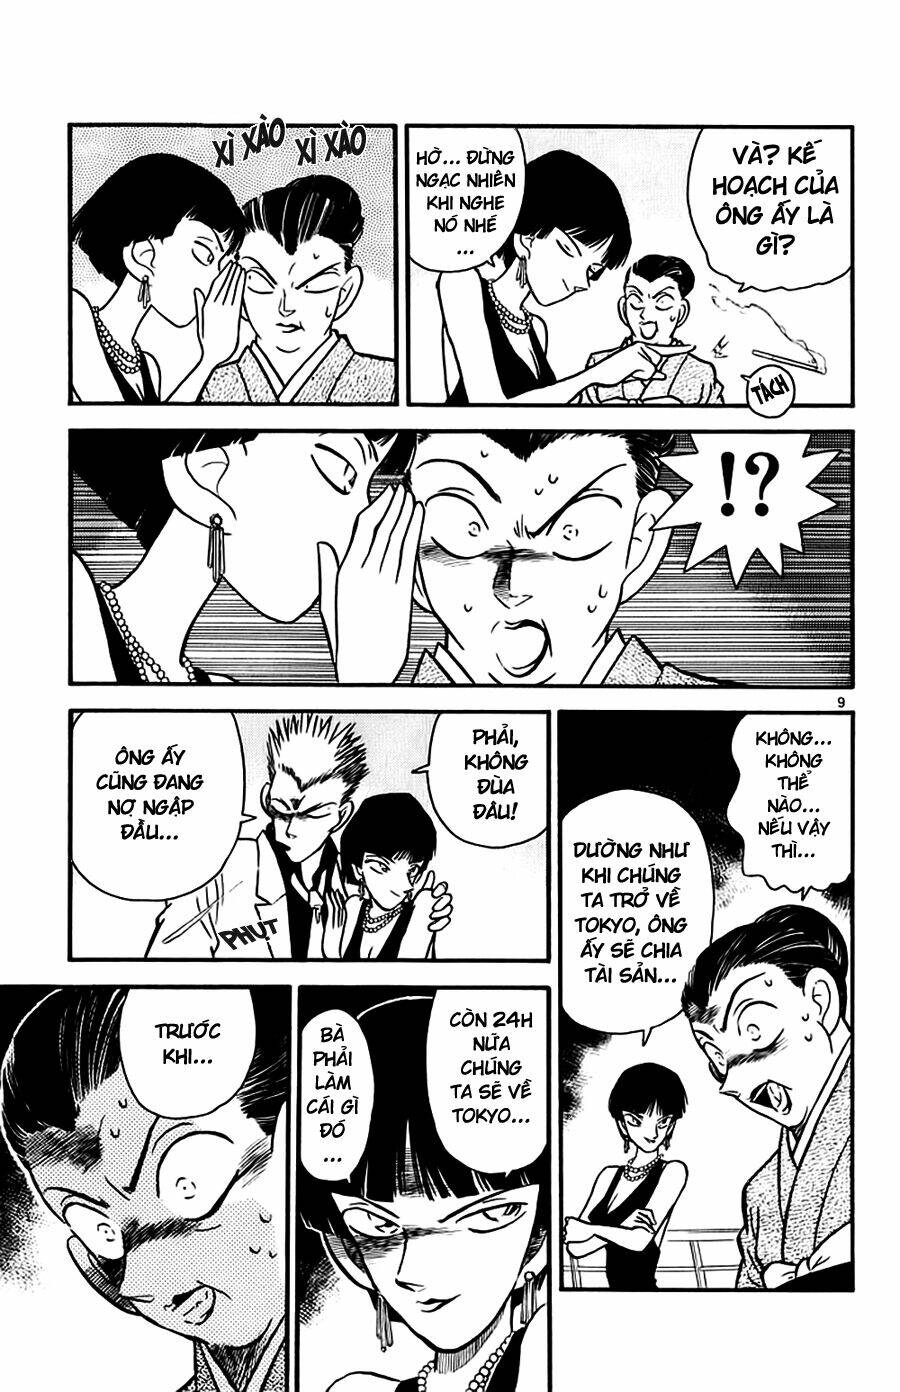 VÀ? KẾ
HOẠCH CỦA
ÔNG ẤY LÀ
GÌ?
HỜ... ĐỪNG
NGẠC NHIÊN
KHI NGHE
NÓ NHÉ
...
TÁCH
XÌ XÀO
XÌ XÀO
!?
9
KHÔNG...
KHÔNG
THỂ
NÀO...
NẾU VẬY
THÌ...
DƯỜNG NHƯ
KHI CHÚNG
TA TRỞ VỀ
TOKYO, ÔNG
ẤY SẼ CHIA
TÀI SẢN...
PHẢI,
KHÔNG
ĐÙA
ĐÂU!
ÔNG ẤY
CŨNG ĐANG
NỢ NGẬP
ĐẦU...
PHỤT
CÒN 24H
NỮA
CHÚNG
TA SẼ VỀ
TOKYO...
BÀ
PHẢI
LÀM
CÁI GÌ
ĐÓ
...
TRƯỚC
KHI...